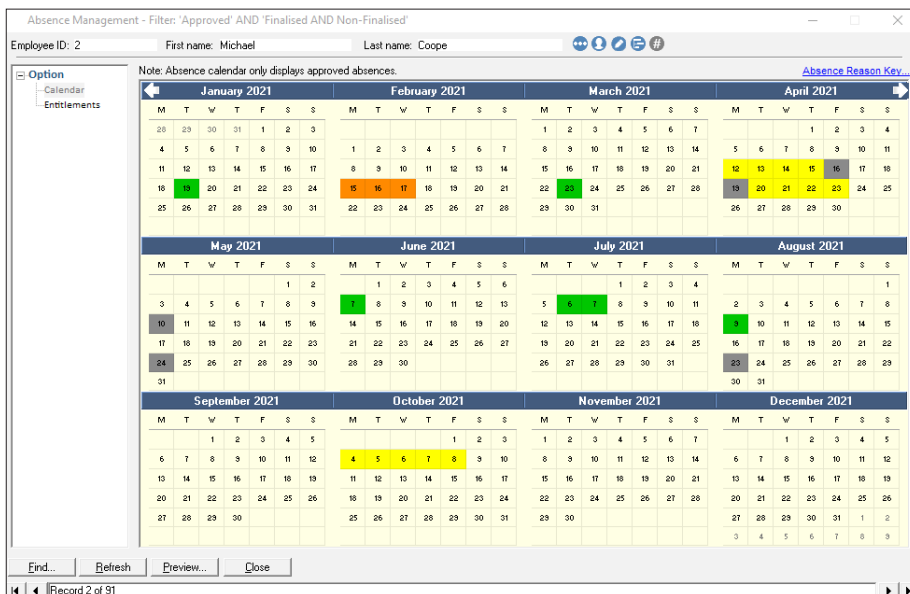 Absence Management - Filter: 'Approved' AND 'Finalised AND Non-Finalised'
Employee ID: 2 First name: Michael Last name: Coope
Option
Calendar
Entitlements
Note: Absence calendar only displays approved absences. Absence Reason Key...
January 2021 February 2021 March 2021 April 2021
M T W T F S S M T W T F S S M T W T F S S M T W T F S S
28 29 30 31 1 2 3 1 2 3 4 5 6 7 1 2 3 4
4 5 6 7 8 9 10 1 2 3 4 5 6 7 8 9 10 11 12 13 14 5 6 7 8 9 10 11
11 12 13 14 15 16 17 8 9 10 11 12 13 14 15 16 17 18 19 20 21 12 13 14 15 16 17 18
18 19 20 21 22 23 24 15 16 17 18 19 20 21 22 23 24 25 26 27 28 19 20 21 22 23 24 25
25 26 27 28 29 30 31 22 23 24 25 26 27 28 29 30 31 26 27 28 29 30
May 2021 June 2021 July 2021 August 2021
M T W T F S S M T W T F S S M T W T F S S M T W T F S S
1 2 1 2 3 4 5 6 1 2 3 4 1
3 4 5 6 7 8 9 7 8 9 10 11 12 13 5 6 7 8 9 10 11 2 3 4 5 6 7 8
10 11 12 13 14 15 16 14 15 16 17 18 19 20 12 13 14 15 16 17 18 9 10 11 12 13 14 15
17 18 19 20 21 22 23 21 22 23 24 25 26 27 19 20 21 22 23 24 25 16 17 18 19 20 21 22
24 25 26 27 28 29 30 28 29 30 26 27 28 29 30 31 23 24 25 26 27 28 29
31 30 31
September 2021 October 2021 November 2021 December 2021
M T W T F S S M T W T F S S M T W T F S S M T W T F S S
1 2 3 4 5 1 2 3 1 2 3 4 5 6 7 1 2 3 4 5
6 7 8 9 10 11 12 4 5 6 7 8 9 10 8 9 10 11 12 13 14 6 7 8 9 10 11 12
13 14 15 16 17 18 19 11 12 13 14 15 16 17 15 16 17 18 19 20 21 13 14 15 16 17 18 19
20 21 22 23 24 25 26 18 19 20 21 22 23 24 22 23 24 25 26 27 28 20 21 22 23 24 25 26
27 28 29 30 25 26 27 28 29 30 31 29 30 27 28 29 30 31 1 2
3 4 5 6 7 8 9
Find... Refresh Preview... Close
Record 2 of 91